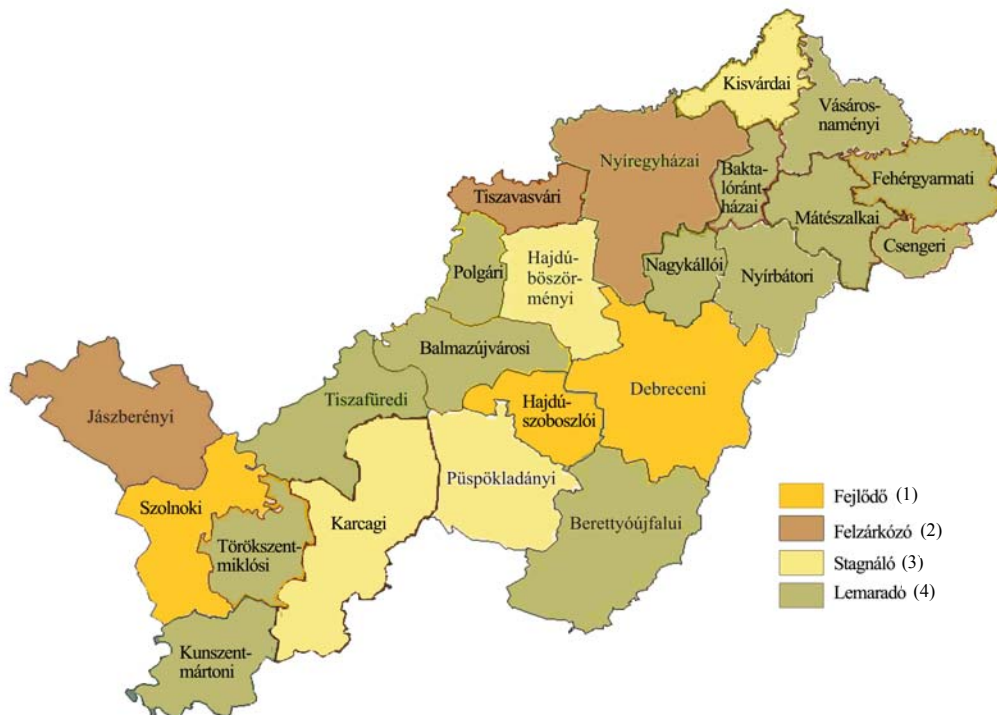 Kisvárdai
Vásáros-
naményi
Nyíregyházai
Bakta-
lóránt-
házai
Fehérgyarmati
Tiszavasvári
Mátészalkai
Csengeri
Polgári
Hajdú-
böször-
ményi
Nagykállói
Nyírbátori
Balmazújvárosi
Debreceni
Tiszafüredi
Hajdú-
szoboszlói
Jászberényi
Püspökladányi
Szolnoki
Karcagi
Berettyóújfalui
Törökszent-
miklósi
Kunszent-
mártoni
Fejlődő (1)
Felzárkózó (2)
Stagnáló (3)
Lemaradó (4)